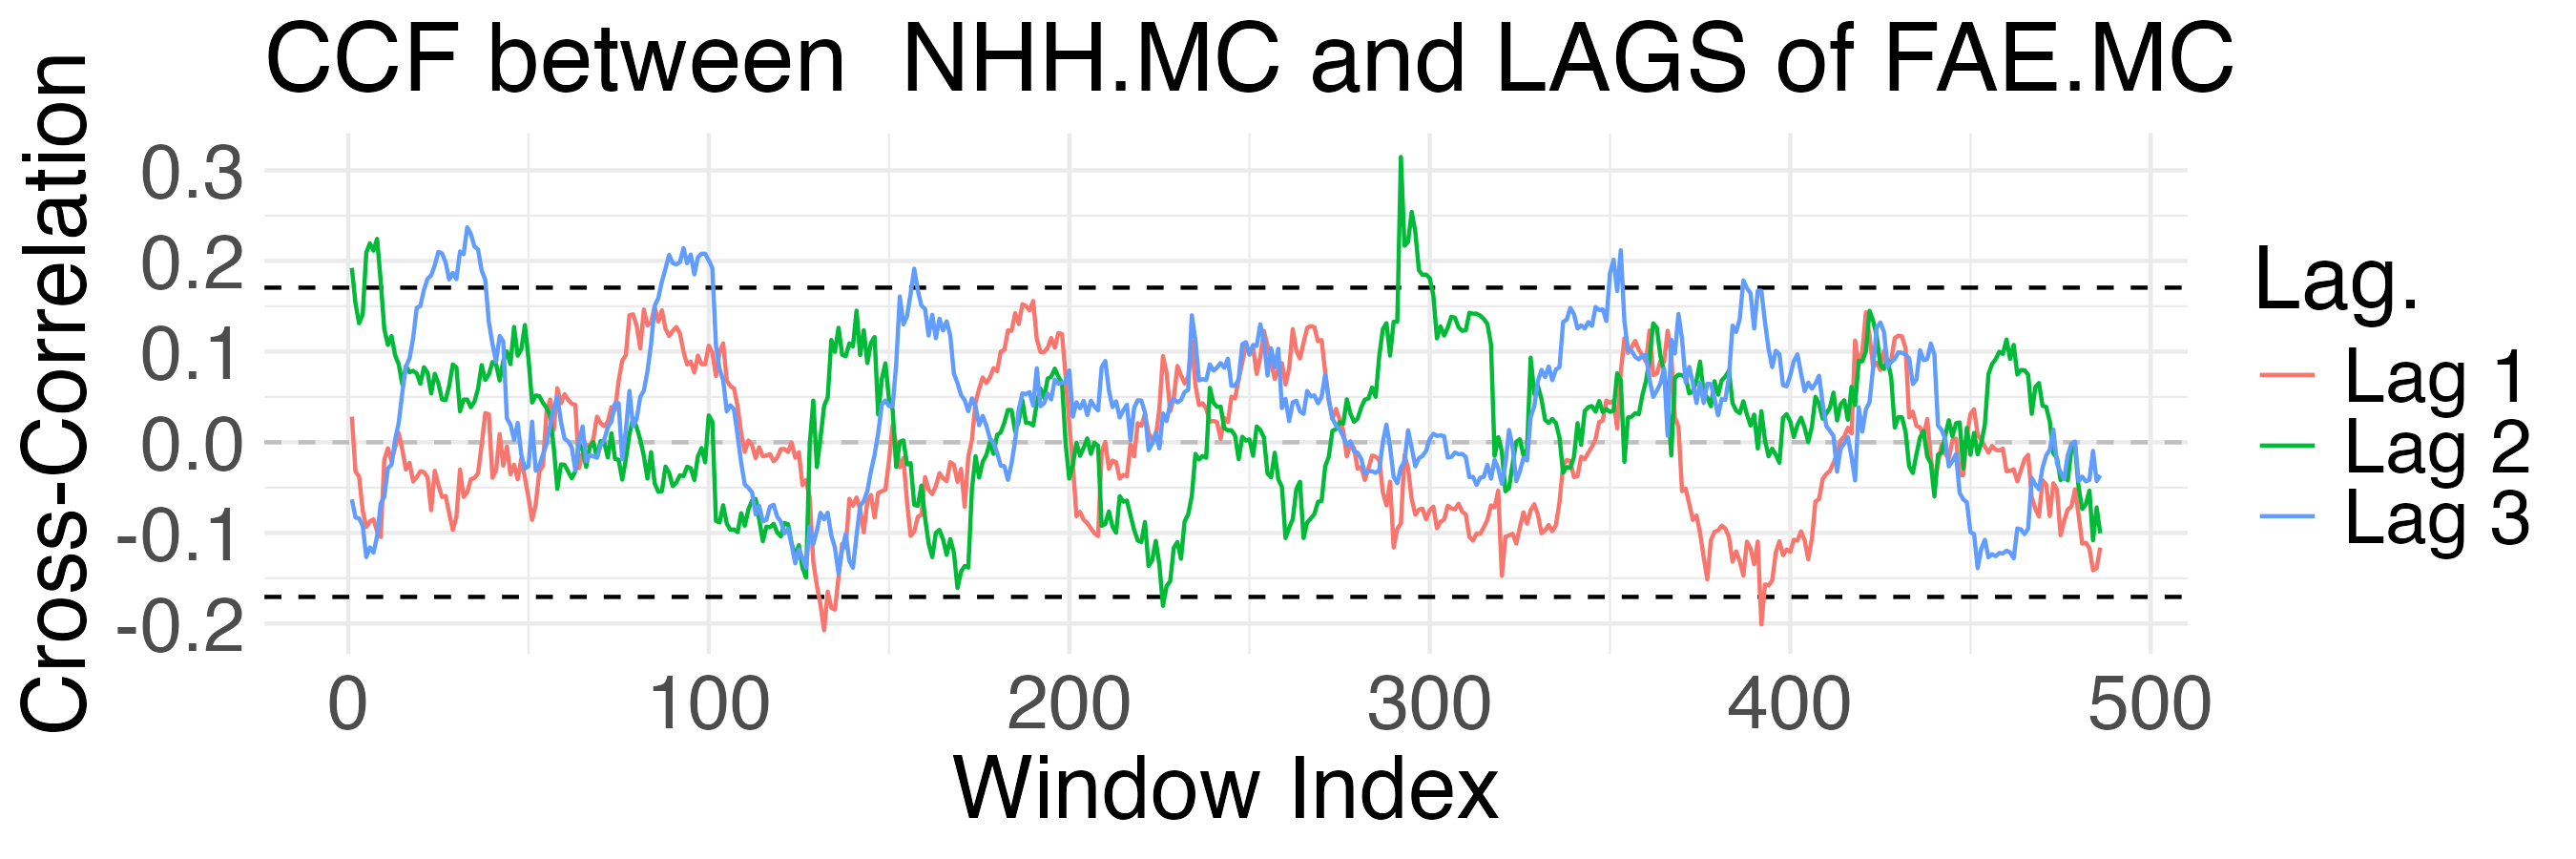 CCF between  NHH.MC and LAGS of FAE.MC
Cross-Correlation
0.3
0.2
0.1
0.0
-0.1
-0.2
0 100 200 300 400 500
Window Index
Lag.
Lag 1
Lag 2
Lag 3